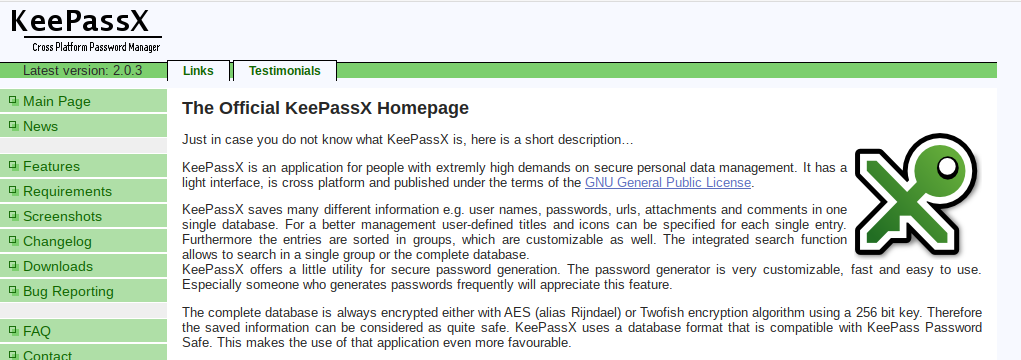 KeePassX
Cross Platform Password Manager
Latest version: 2.0.3
Links
Testimonials
Main Page
News
Features
Requirements
Screenshots
Changelog
Downloads
Bug Reporting
FAQ
Contact
The Official KeePassX Homepage
Just in case you do not know what KeePassX is, here is a short description…
KeePassX is an application for people with extremly high demands on secure personal data management. It has a
light interface, is cross platform and published under the terms of the GNU General Public License.
KeePassX saves many different information e.g. user names, passwords, urls, attachments and comments in one
single database. For a better management user-defined titles and icons can be specified for each single entry.
Furthermore the entries are sorted in groups, which are customizable as well. The integrated search function
allows to search in a single group or the complete database.
KeePassX offers a little utility for secure password generation. The password generator is very customizable, fast and easy to use.
Especially someone who generates passwords frequently will appreciate this feature.
The complete database is always encrypted either with AES (alias Rijndael) or Twofish encryption algorithm using a 256 bit key. Therefore
the saved information can be considered as quite safe. KeePassX uses a database format that is compatible with KeePass Password
Safe. This makes the use of that application even more favourable.